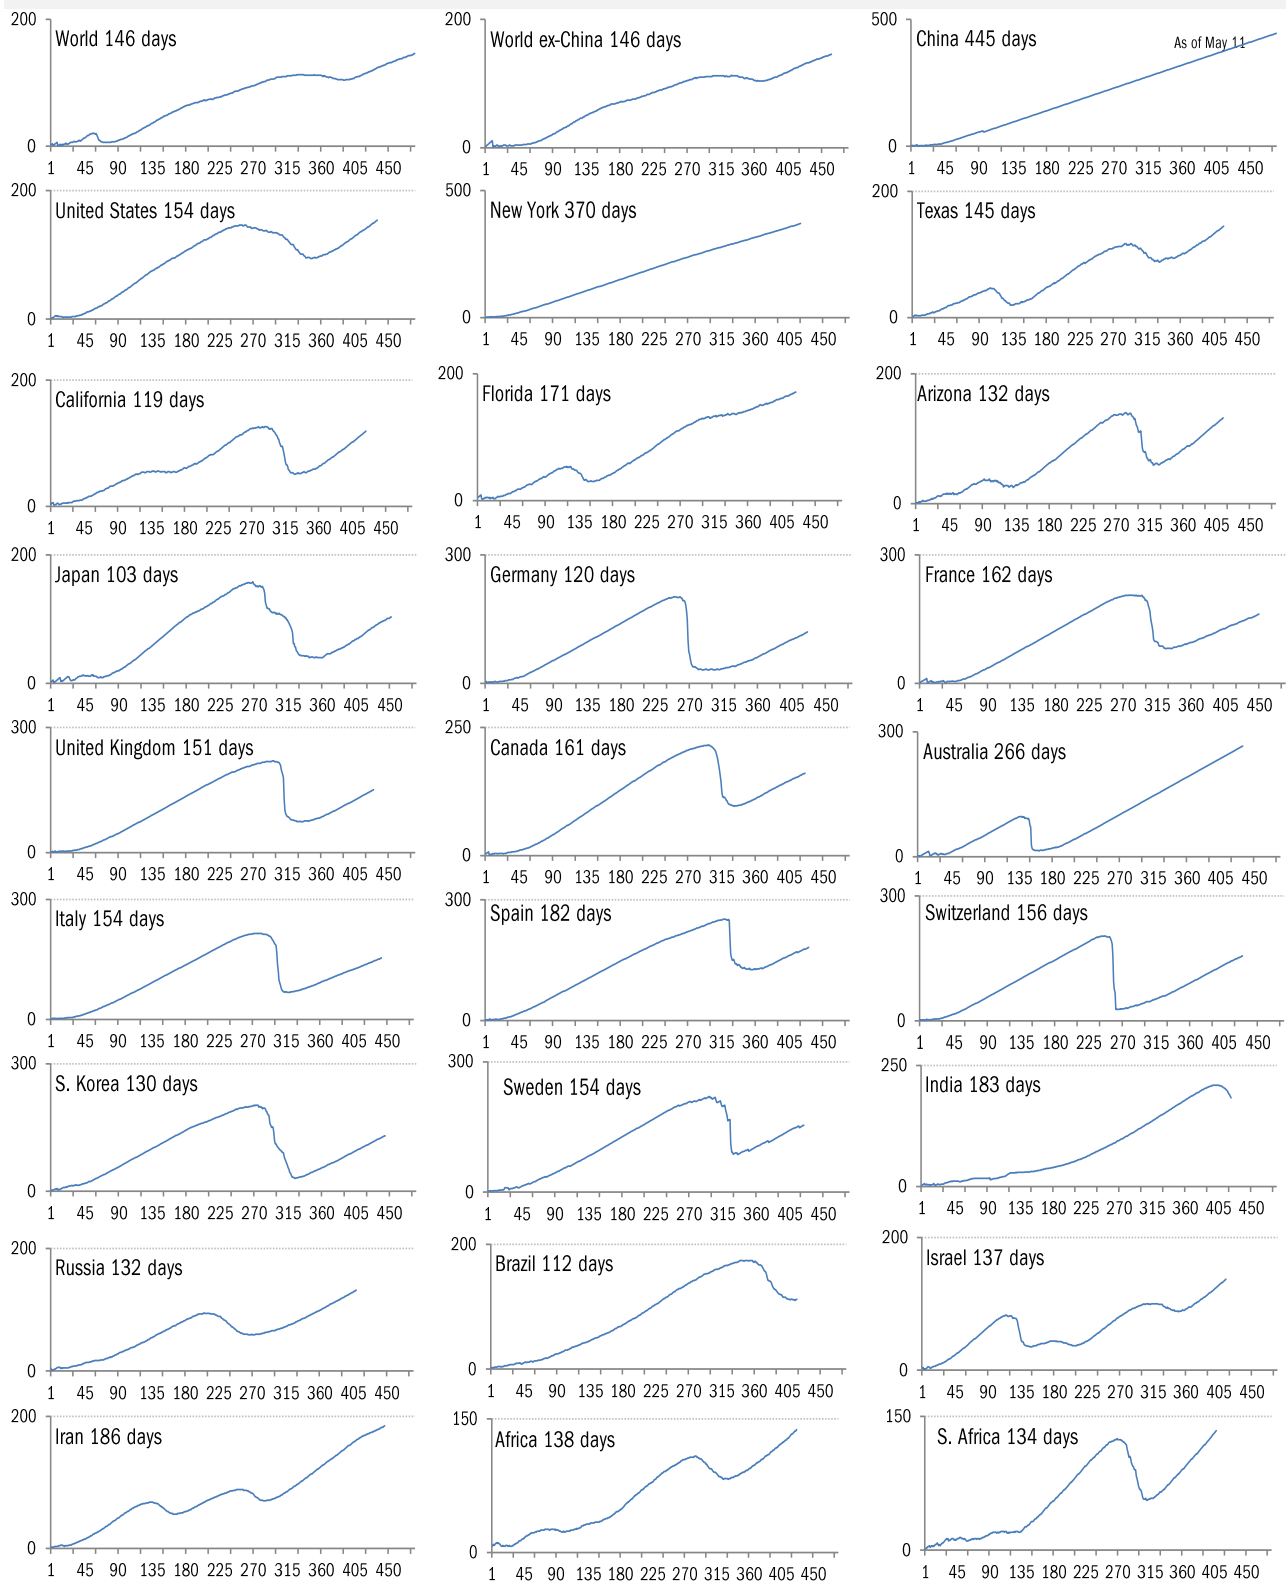 World 146 days
200
0
1 45 90 135 180 225 270 315 360 405 450
World ex-China 146 days
200
0
1 45 90 135 180 225 270 315 360 405 450
China 445 days
As of May 11
500
0
1 45 90 135 180 225 270 315 360 405 450
United States 154 days
200
0
1 45 90 135 180 225 270 315 360 405 450
New York 370 days
500
0
1 45 90 135 180 225 270 315 360 405 450
Texas 145 days
200
0
1 45 90 135 180 225 270 315 360 405 450
California 119 days
200
0
1 45 90 135 180 225 270 315 360 405 450
Florida 171 days
200
0
1 45 90 135 180 225 270 315 360 405 450
Arizona 132 days
200
0
1 45 90 135 180 225 270 315 360 405 450
Japan 103 days
200
0
1 45 90 135 180 225 270 315 360 405 450
Germany 120 days
300
0
1 45 90 135 180 225 270 315 360 405 450
France 162 days
300
0
1 45 90 135 180 225 270 315 360 405 450
United Kingdom 151 days
300
0
1 45 90 135 180 225 270 315 360 405 450
Canada 161 days
250
0
1 45 90 135 180 225 270 315 360 405 450
Australia 266 days
300
0
1 45 90 135 180 225 270 315 360 405 450
Italy 154 days
300
0
1 45 90 135 180 225 270 315 360 405 450
Spain 182 days
300
0
1 45 90 135 180 225 270 315 360 405 450
Switzerland 156 days
300
0
1 45 90 135 180 225 270 315 360 405 450
S. Korea 130 days
300
0
1 45 90 135 180 225 270 315 360 405 450
Sweden 154 days
300
0
1 45 90 135 180 225 270 315 360 405 450
India 183 days
250
0
1 45 90 135 180 225 270 315 360 405 450
Russia 132 days
200
0
1 45 90 135 180 225 270 315 360 405 450
Brazil 112 days
200
0
1 45 90 135 180 225 270 315 360 405 450
Israel 137 days
200
0
1 45 90 135 180 225 270 315 360 405 450
Iran 186 days
200
0
1 45 90 135 180 225 270 315 360 405 450
Africa 138 days
150
0
1 45 90 135 180 225 270 315 360 405 450
S. Africa 134 days
150
0
1 45 90 135 180 225 270 315 360 405 450